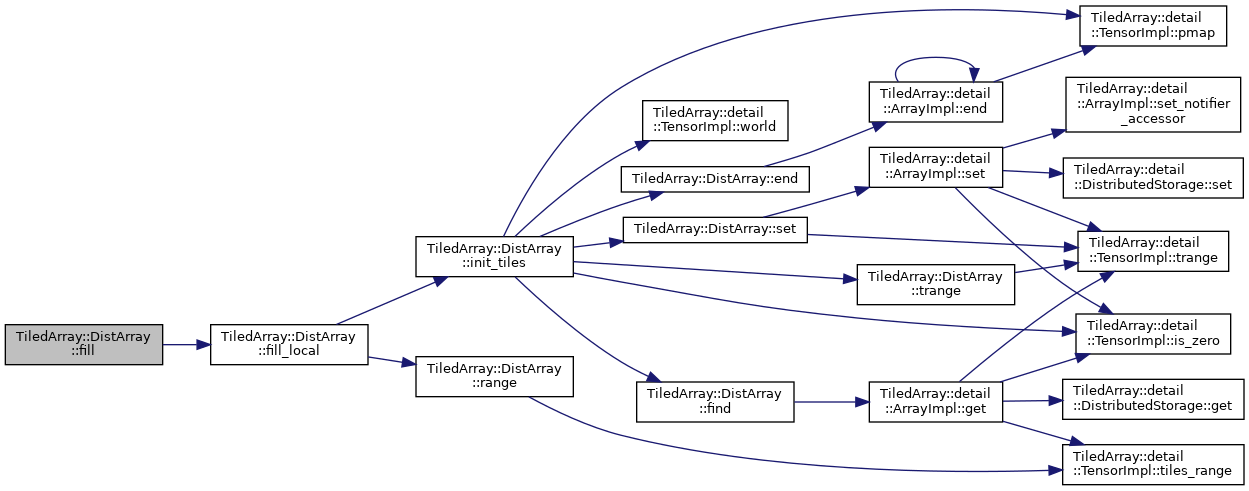 TiledArray::DistArray
::fill
TiledArray::DistArray
::fill_local
TiledArray::DistArray
::init_tiles
TiledArray::DistArray
::range
TiledArray::detail
::TensorImpl::world
TiledArray::DistArray::end
TiledArray::DistArray::set
TiledArray::DistArray
::find
TiledArray::detail
::ArrayImpl::end
TiledArray::detail
::ArrayImpl::set
TiledArray::DistArray
::trange
TiledArray::detail
::ArrayImpl::get
TiledArray::detail
::TensorImpl::pmap
TiledArray::detail
::ArrayImpl::set_notifier
_accessor
TiledArray::detail
::DistributedStorage::set
TiledArray::detail
::TensorImpl::trange
TiledArray::detail
::TensorImpl::is_zero
TiledArray::detail
::DistributedStorage::get
TiledArray::detail
::TensorImpl::tiles_range